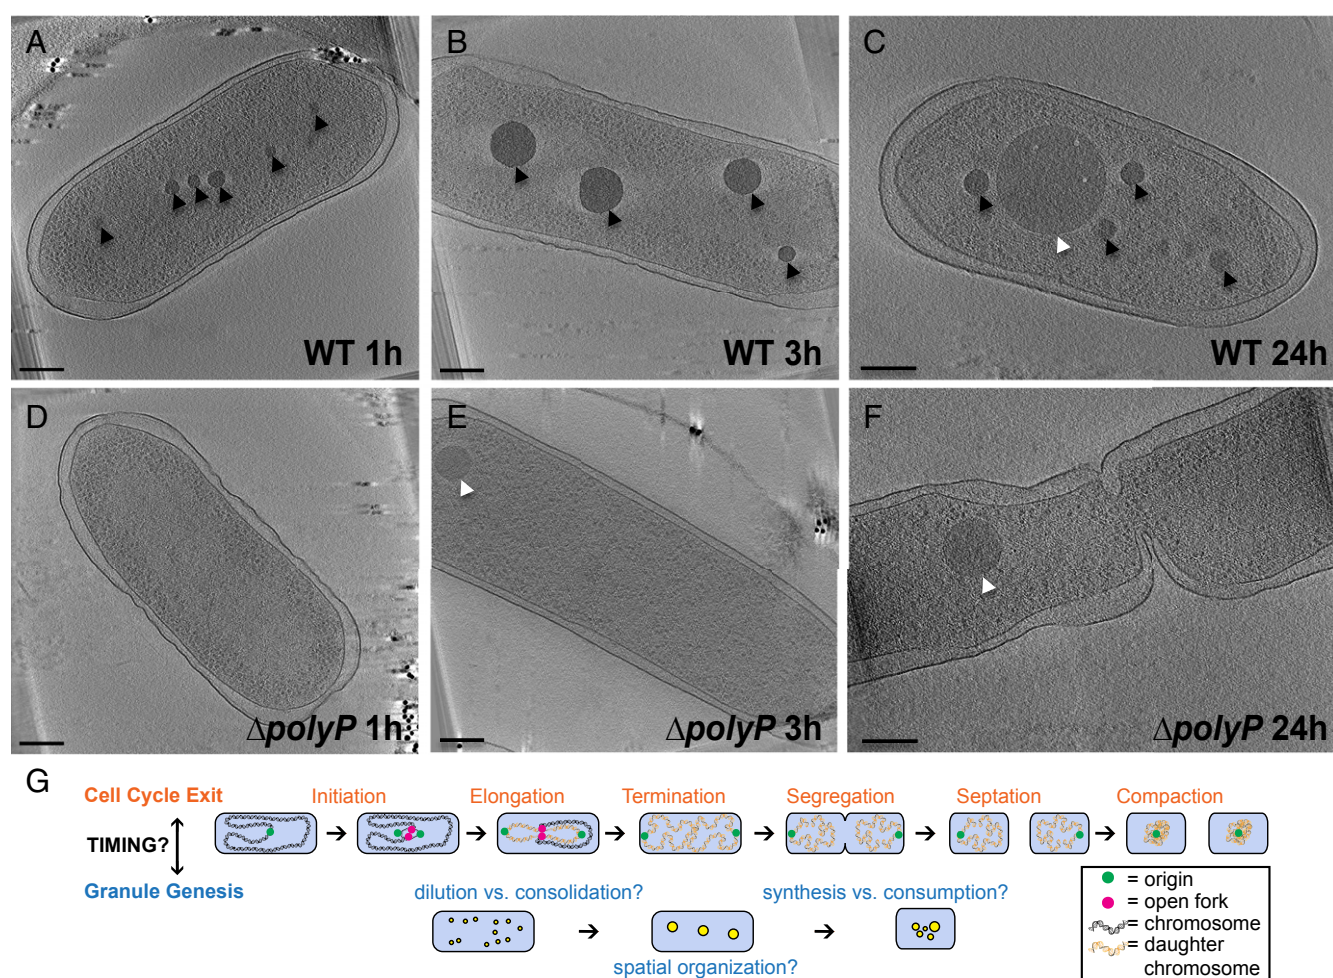 A
B
C
WT 1h
WT 3h
WT 24h
D
E
F
ΔpolyP 1h
ΔpolyP 3h
ΔpolyP 24h
G
Cell Cycle Exit
Initiation
Elongation
Termination
Segregation
Septation
Compaction
TIMING?
Granule Genesis
dilution vs. consolidation?
synthesis vs. consumption?
spatial organization?
= origin
= open fork
= chromosome
= daughter
chromosome